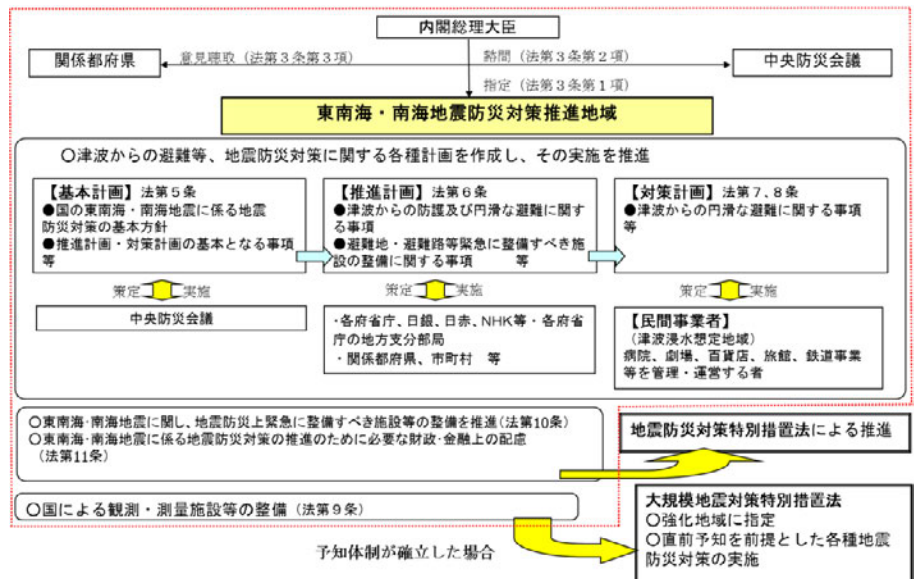 内閣総理大臣
関係都府県
意見聴取（法第３条第３項）
諮問（法第３条第２項）
中央防災会議
指定（法第３条第１項）
東南海・南海地震防災対策推進地域
○津波からの避難等、地震防災対策に関する各種計画を作成し、その実施を推進
【基本計画】法第５条
●国の東南海・南海地震に係る地震
防災対策の基本方針
●推進計画・対策計画の基本となる事項
等
策定 実施
中央防災会議
【推進計画】法第６条
●津波からの防護及び円滑な避難に関す
る事項
●避難地・避難路等緊急に整備すべき施
設の整備に関する事項　　等
策定 実施
・各府省庁、日銀、日赤、NHK等・各府省
庁の地方支分部局
・関係都府県、市町村　等
【対策計画】法第７、８条
●津波からの円滑な避難に関する事項
等
策定 実施
【民間事業者】
（津波浸水想定地域）
病院、劇場、百貨店、旅館、鉄道事業
等を管理・運営する者
○東南海・南海地震に関し、地震防災上緊急に整備すべき施設等の整備を推進（法第10条）
○東南海・南海地震に係る地震防災対策の推進のために必要な財政・金融上の配慮
（法第11条）
地震防災対策特別措置法による推進
○国による観測・測量施設等の整備（法第９条）
予知体制が確立した場合
大規模地震対策特別措置法
○強化地域に指定
○直前予知を前提とした各種地震
防災対策の実施